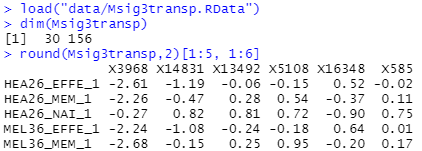 > load("data/Msig3transp.RData")
> dim(Msig3transp)
[1]  30 156
> round(Msig3transp,2)[1:5, 1:6]
             X3968 X14831 X13492 X5108 X16348  X585
HEA26_EFFE_1 -2.61  -1.19  -0.06 -0.15   0.52 -0.02
HEA26_MEM_1  -2.26  -0.47   0.28  0.54  -0.37  0.11
HEA26_NAI_1  -0.27   0.82   0.81  0.72  -0.90  0.75
MEL36_EFFE_1 -2.24  -1.08  -0.24 -0.18   0.64  0.01
MEL36_MEM_1  -2.68  -0.15   0.25  0.95  -0.20  0.17